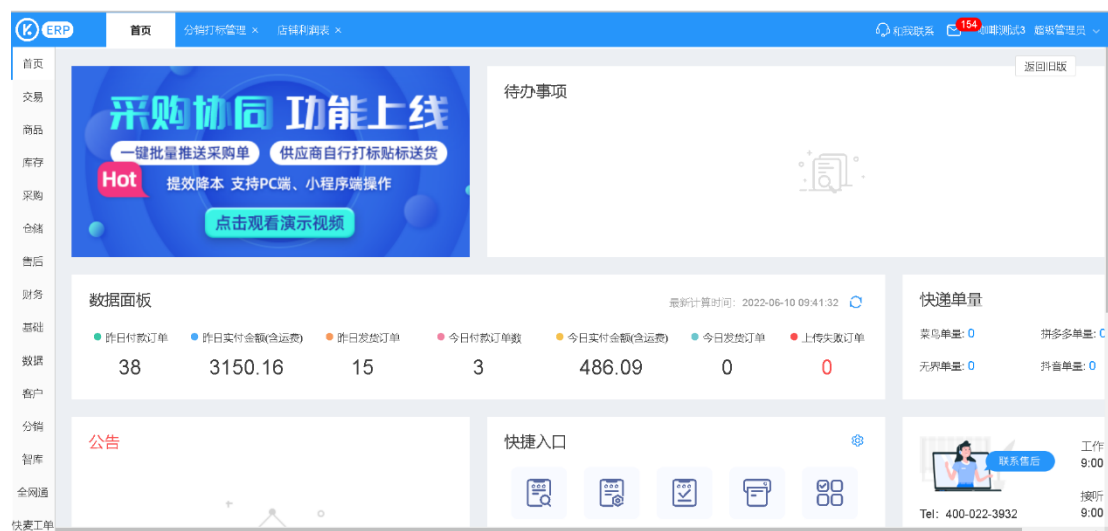 ERP 首页 分销打标管理 × 店铺利润表 × 和我联系 154 咖啡测试3 超级管理员
首页
交易
商品
库存
采购
仓储
售后
财务
基础
数据
客户
分销
智库
全网通
快麦工单
采购协同 功能上线
一键批量推送采购单 供应商自行打标贴标送货
Hot 提效降本 支持PC端、小程序端操作
点击观看演示视频
返回旧版
待办事项
数据面板 最新计算时间: 2022-06-10 09:41:32
昨日付款订单 昨日实付金额(含运费) 昨日发货订单 今日付款订单数 今日实付金额(含运费) 今日发货订单 上传失败订单
38 3150.16 15 3 486.09 0 0
快递单量
菜鸟单量: 0 拼多多单量: 0
无界单量: 0 抖音单量: 0
公告
快捷入口
联系售后
工作
9:00
接听
Tel: 400-022-3932 9:00